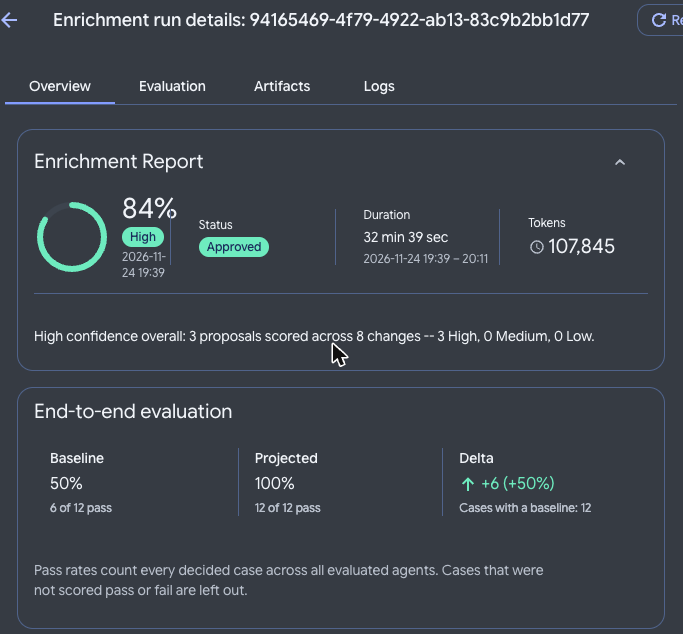 Enrichment run details: 94165469-4f79-4922-ab13-83c9b2bb1d77
Overview
Evaluation
Artifacts
Logs
Enrichment Report
84%
High
2026-11-
24 19:39
Status
Approved
Duration
32 min 39 sec
2026-11-24 19:39 – 20:11
Tokens
107,845
High confidence overall: 3 proposals scored across 8 changes -- 3 High, 0 Medium, 0 Low.
End-to-end evaluation
Baseline
50%
6 of 12 pass
Projected
100%
12 of 12 pass
Delta
+6 (+50%)
Cases with a baseline: 12
Pass rates count every decided case across all evaluated agents. Cases that were
not scored pass or fail are left out.